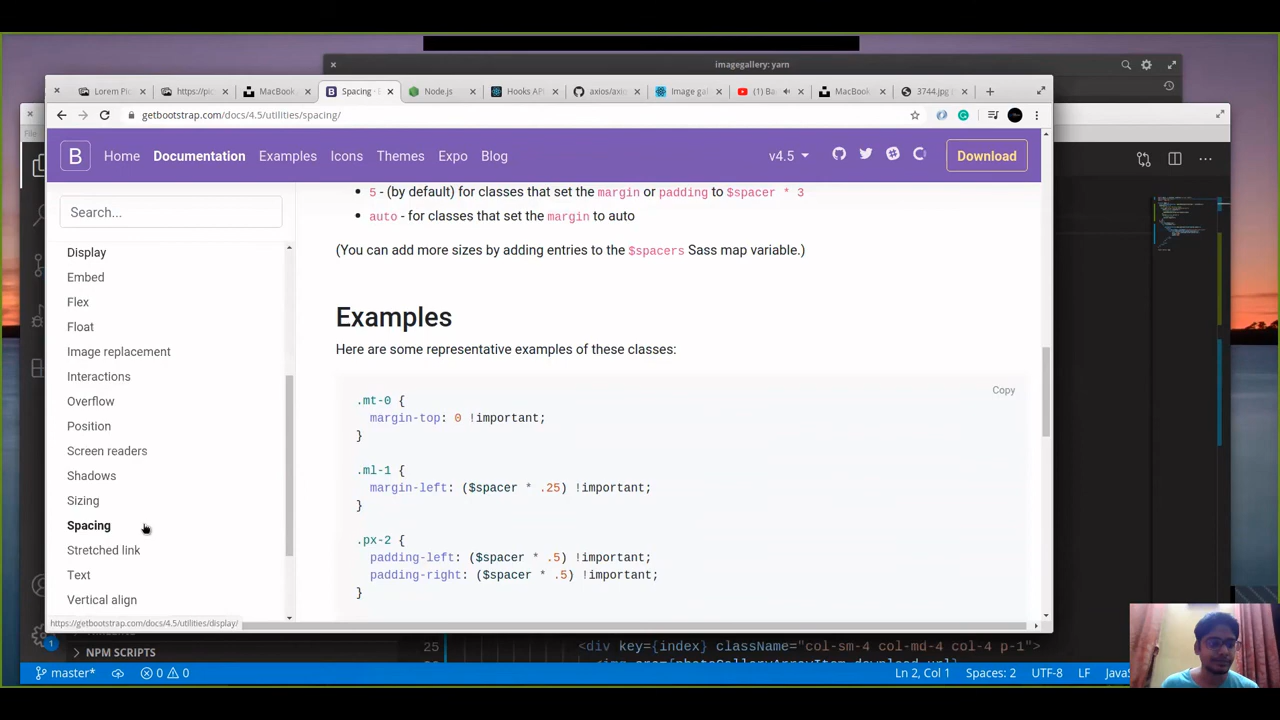 imagegallery: yarn
Lorem Pi
https://pic
MacBook
Spacing · B
Node.js
Hooks API
axios/axio
Image gal
(1) Ba
MacBook
3744.jpg (
getbootstrap.com/docs/4.5/utilities/spacing/
File
B
Home
Documentation
Examples
Icons
Themes
Expo
Blog
v4.5
Download
Search...
Display
Embed
Flex
Float
Image replacement
Interactions
Overflow
Position
Screen readers
Shadows
Sizing
Spacing
Stretched link
Text
Vertical align
https://getbootstrap.com/docs/4.5/utilities/display/
5 - (by default) for classes that set the margin or padding to $spacer * 3
auto - for classes that set the margin to auto
(You can add more sizes by adding entries to the $spacers Sass map variable.)
Examples
Here are some representative examples of these classes:
Copy
.mt-0 {
margin-top: 0 !important;
}
.ml-1 {
margin-left: ($spacer * .25) !important;
}
.px-2 {
padding-left: ($spacer * .5) !important;
padding-right: ($spacer * .5) !important;
}
1
NPM SCRIPTS
25
<div key={index} className="col-sm-4 col-md-4 col-4 p-1">
master*
0
0
Ln 2, Col 1
Spaces: 2
UTF-8
LF
JavaS